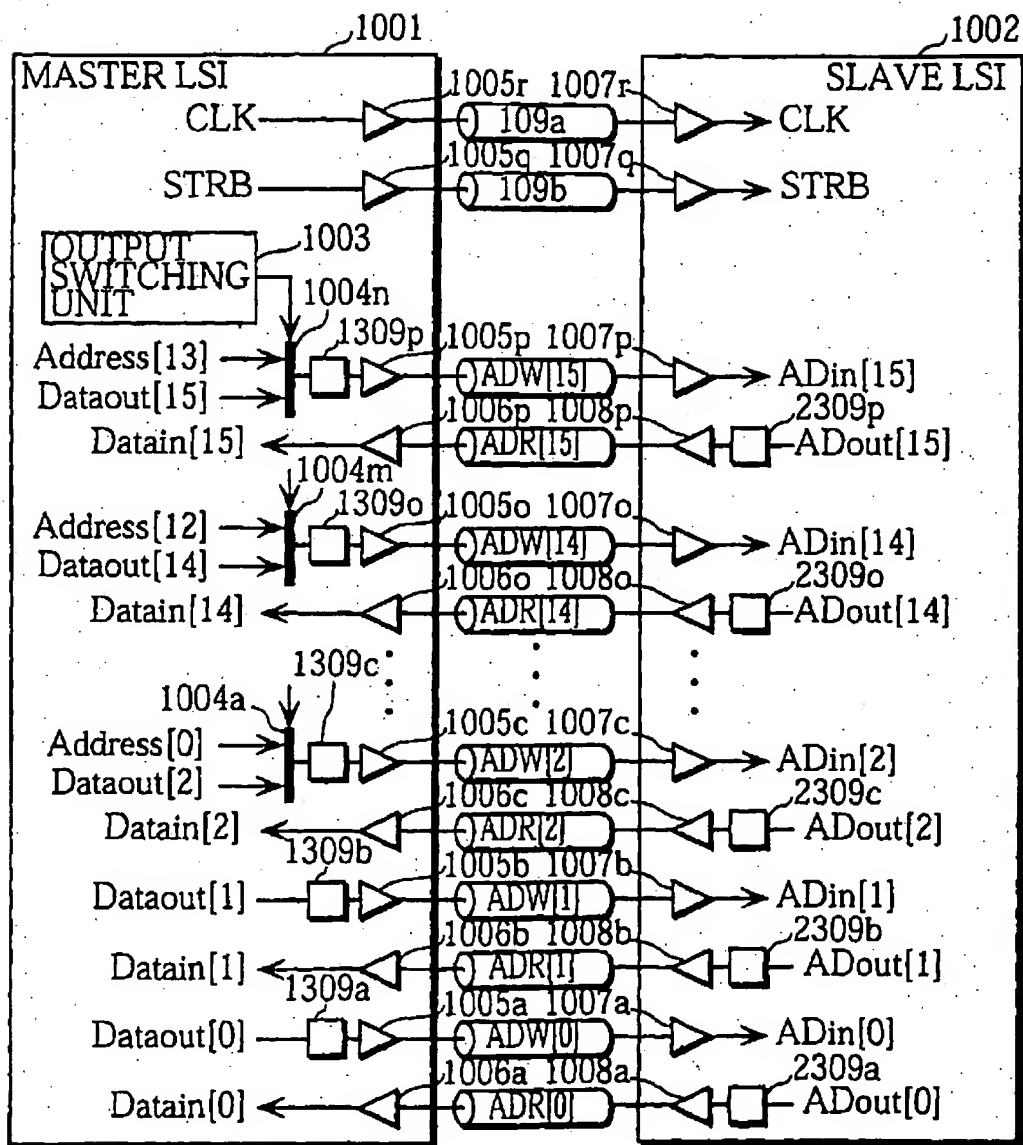 1001
1002
MASTER LSI
SLAVE LSI
1005r 1007r
CLK
109a
CLK
1005q 1007q
STRB
109b
STRB
OUTPUT
SWITCHING
UNIT
1003
1004n
1309p
1005p 1007p
Address[13]
ADW[15]
ADin[15]
Dataout[15]
1006p 1008p
2309p
Datain[15]
ADR[15]
ADout[15]
1004m
1309o
1005o 1007o
Address[12]
ADW[14]
ADin[14]
Dataout[14]
1006o 1008o
2309o
Datain[14]
ADR[14]
ADout[14]
1309c
1004a
1005c 1007c
Address[0]
ADW[2]
ADin[2]
Dataout[2]
1006c 1008c
2309c
Datain[2]
ADR[2]
ADout[2]
1309b
1005b 1007b
Dataout[1]
ADW[1]
ADin[1]
1006b 1008b
2309b
Datain[1]
ADR[1]
ADout[1]
1309a
1005a 1007a
Dataout[0]
ADW[0]
ADin[0]
1006a 1008a
2309a
Datain[0]
ADR[0]
ADout[0]